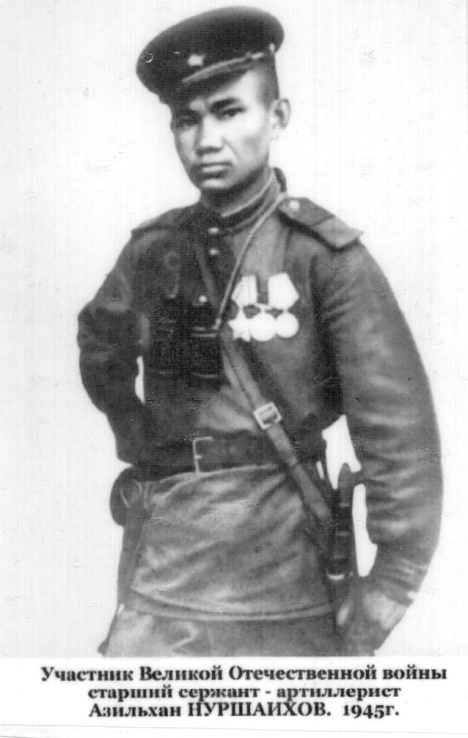 Участник Великой Отечественной войны
старший сержант - артиллерист
Азильхан НУРШАИХОВ. 1945г.